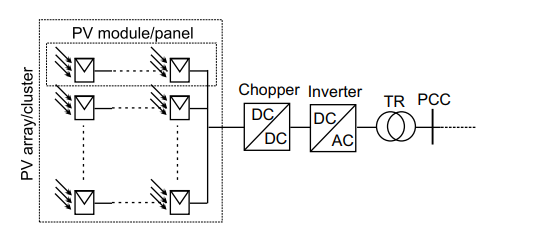 PV module/panel
PV array/cluster
Chopper
Inverter
TR
PCC
DC
DC
DC
AC